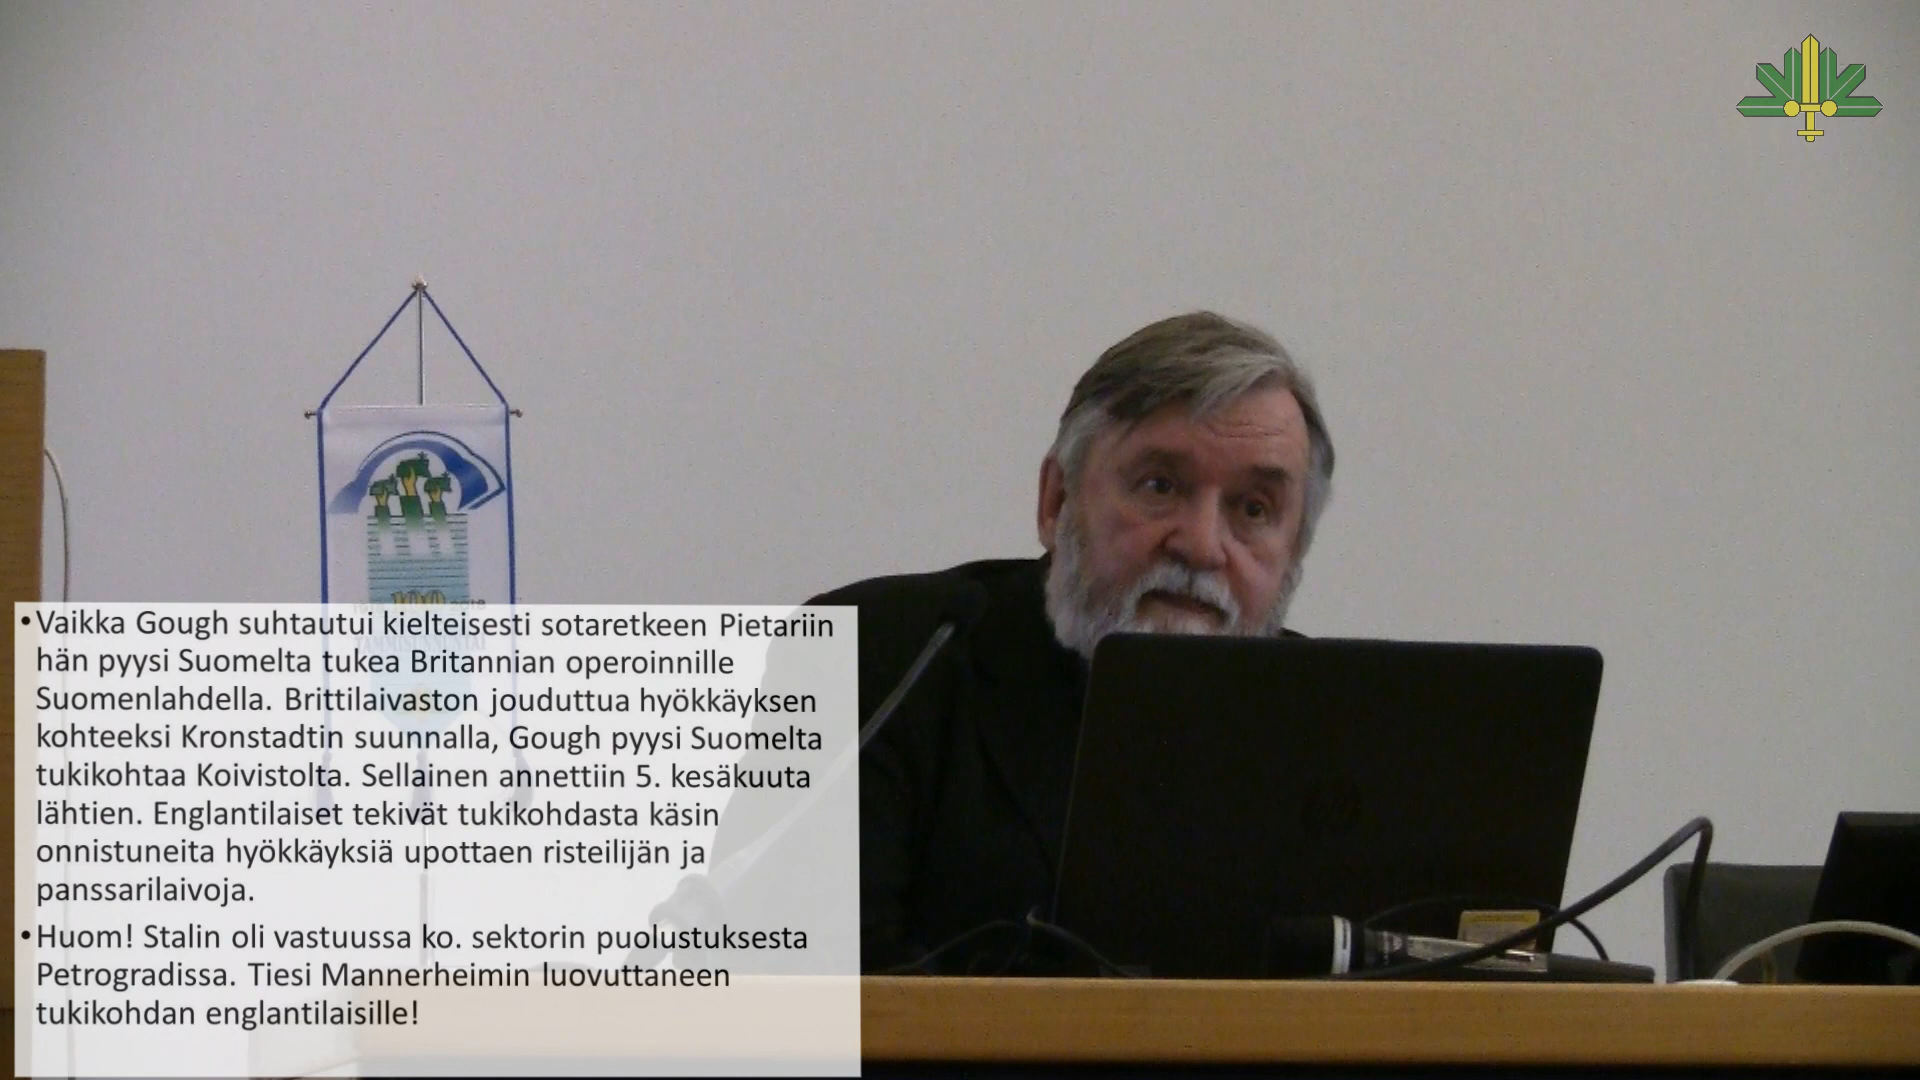 •Vaikka Gough suhtautui kielteisesti sotaretkeen Pietariin
hän pyysi Suomelta tukea Britannian operoinnille
Suomenlahdella. Brittilaivaston jouduttua hyökkäyksen
kohteeksi Kronstadtin suunnalla, Gough pyysi Suomelta
tukikohtaa Koivistolta. Sellainen annettiin 5. kesäkuuta
lähtien. Englantilaiset tekivät tukikohdasta käsin
onnistuneita hyökkäyksiä upottaen risteilijän ja
panssarilaivoja.
•Huom! Stalin oli vastuussa ko. sektorin puolustuksesta
Petrogradissa. Tiesi Mannerheimin luovuttaneen
tukikohdan englantilaisille!